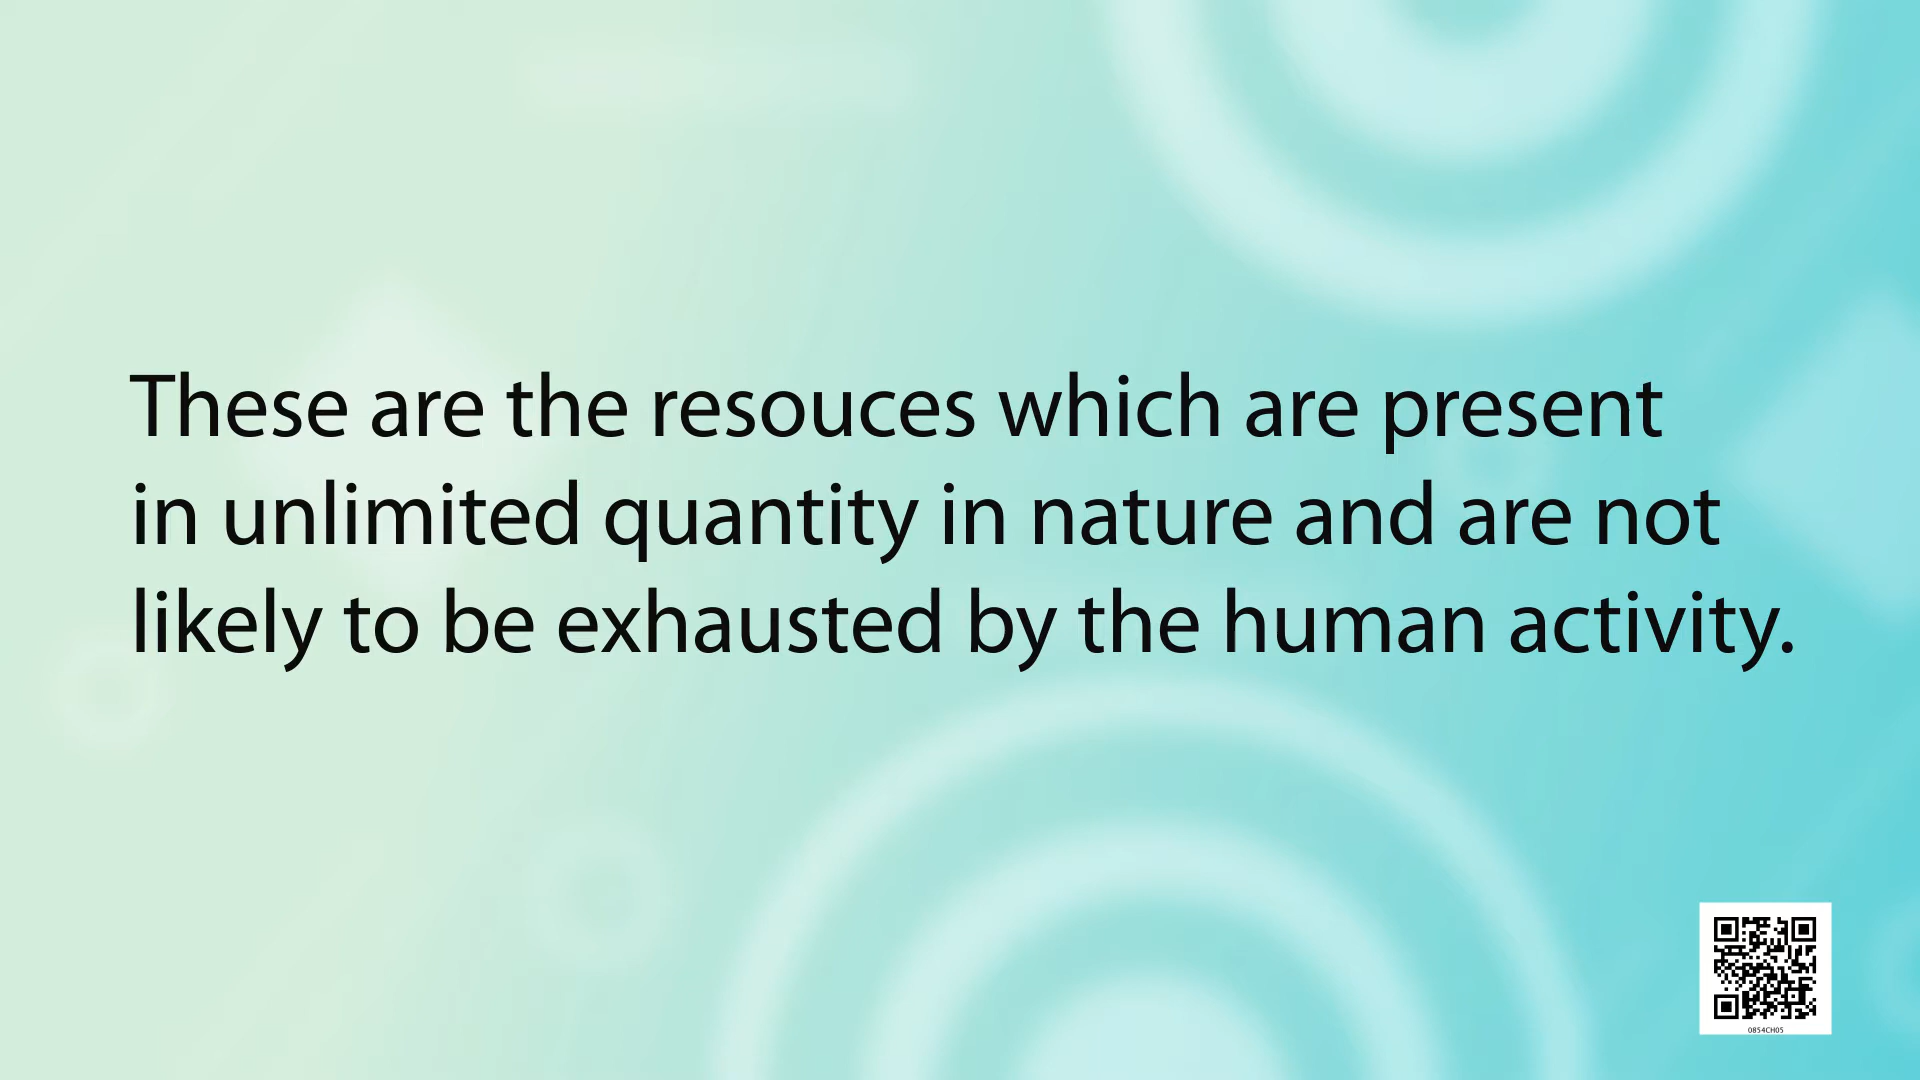 These are the resouces which are present
in unlimited quantity in nature and are not
likely to be exhausted by the human activity.
0854CH05